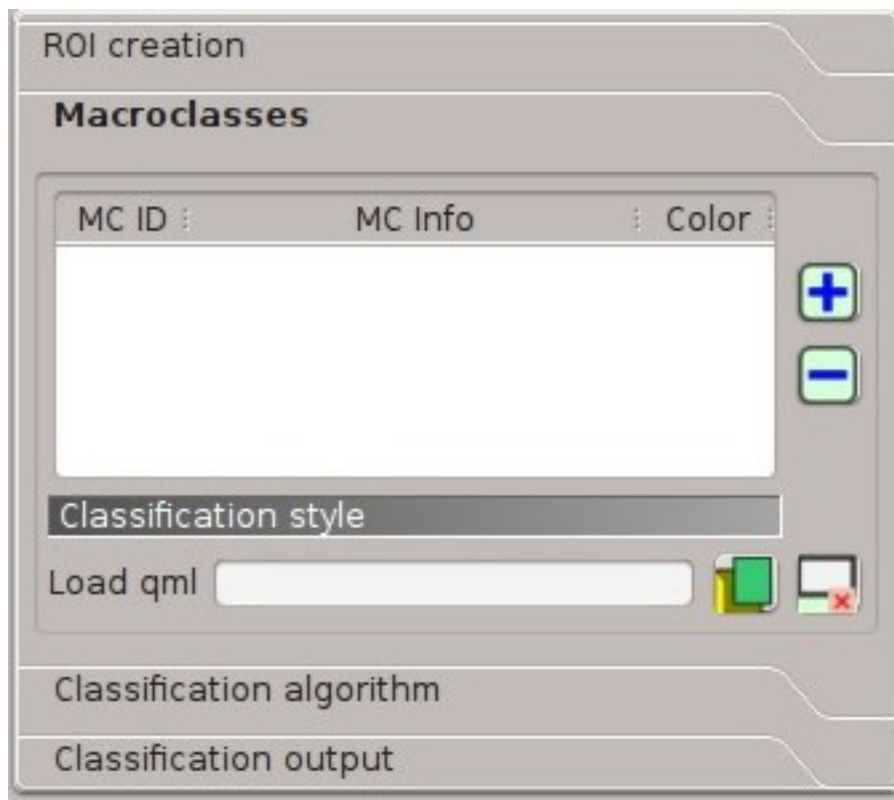 ROI creation
Macroclasses
MC ID MC Info Color
Classification style
Load qml
Classification algorithm
Classification output